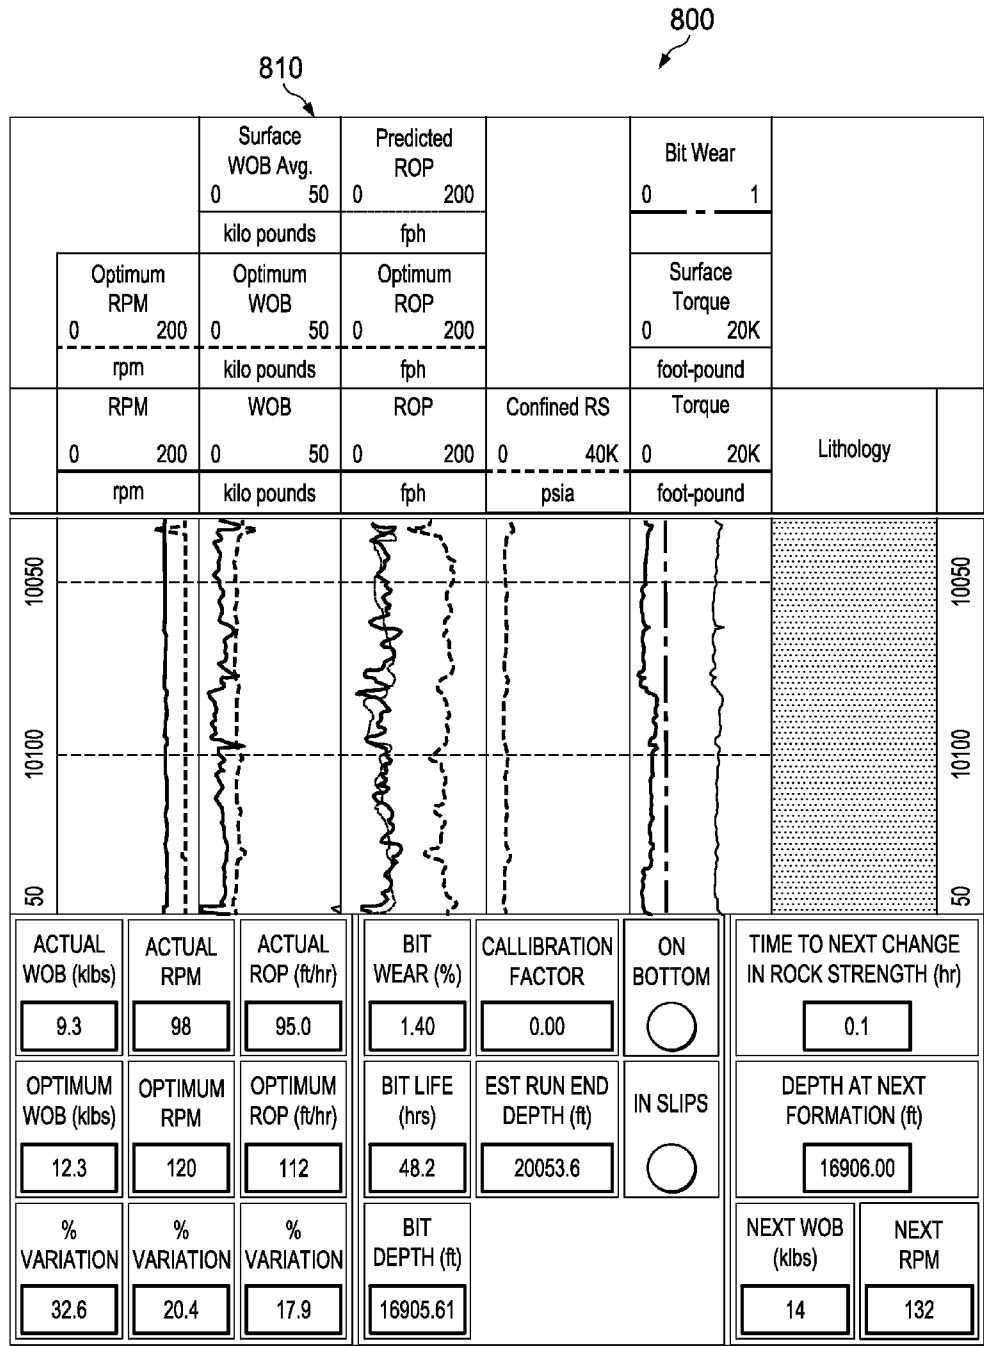 800
810
Surface
WOB Avg.
0 50
kilo pounds
Predicted
ROP
0 200
fph
Bit Wear
0 1
Optimum
RPM
0 200
rpm
Optimum
WOB
0 50
kilo pounds
Optimum
ROP
0 200
fph
Surface
Torque
0 20K
foot-pound
RPM
0 200
rpm
WOB
0 50
kilo pounds
ROP
0 200
fph
Confined RS
0 40K
psia
Torque
0 20K
foot-pound
Lithology
10050
10100
50
10050
10100
50
ACTUAL
WOB (klbs)
9.3
ACTUAL
RPM
98
ACTUAL
ROP (ft/hr)
95.0
BIT
WEAR (%)
1.40
CALLIBRATION
FACTOR
0.00
ON
BOTTOM
TIME TO NEXT CHANGE
IN ROCK STRENGTH (hr)
0.1
OPTIMUM
WOB (klbs)
12.3
OPTIMUM
RPM
120
OPTIMUM
ROP (ft/hr)
112
BIT LIFE
(hrs)
48.2
EST RUN END
DEPTH (ft)
20053.6
IN SLIPS
DEPTH AT NEXT
FORMATION (ft)
16906.00
%
VARIATION
32.6
%
VARIATION
20.4
%
VARIATION
17.9
BIT
DEPTH (ft)
16905.61
NEXT WOB
(klbs)
14
NEXT
RPM
132